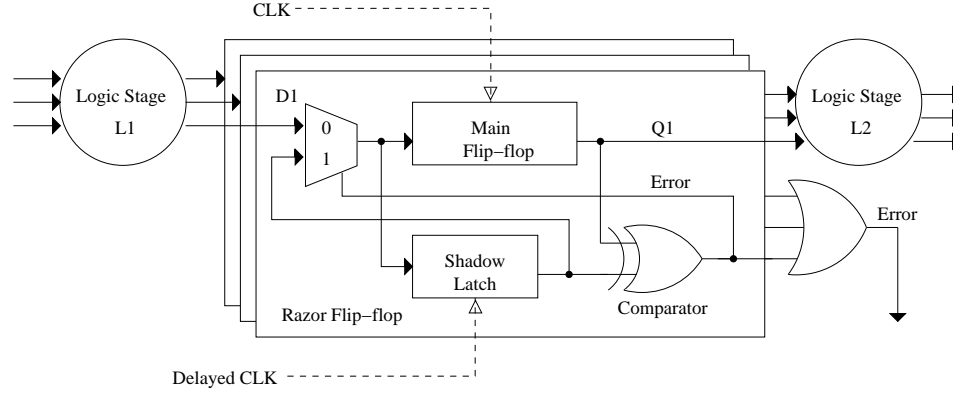 CLK
Logic Stage
L1
D1
0
1
Main
Flip−flop
Q1
Logic Stage
L2
Error
Error
Shadow
Latch
Comparator
Razor Flip−flop
Delayed CLK